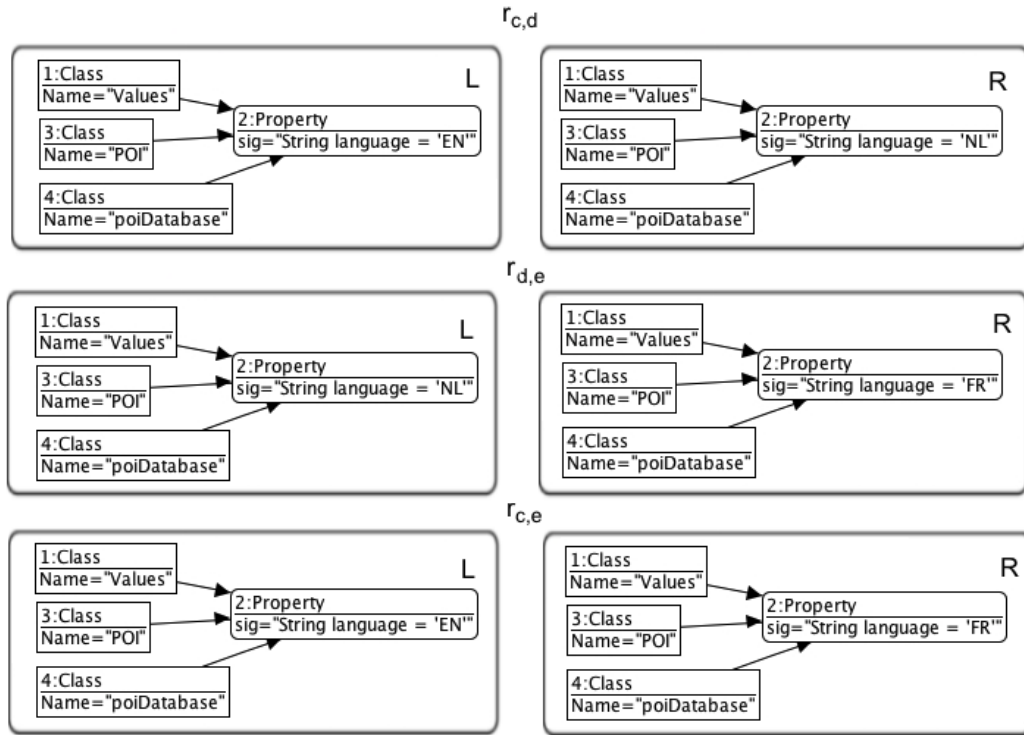 r c,d
1:Class
Name="Values"
3:Class
Name="POI"
4:Class
Name="poiDatabase"
2:Property
sig="String language = 'EN'"
L
1:Class
Name="Values"
3:Class
Name="POI"
4:Class
Name="poiDatabase"
2:Property
sig="String language = 'NL'"
R
r d,e
1:Class
Name="Values"
3:Class
Name="POI"
4:Class
Name="poiDatabase"
2:Property
sig="String language = 'NL'"
L
1:Class
Name="Values"
3:Class
Name="POI"
4:Class
Name="poiDatabase"
2:Property
sig="String language = 'FR'"
R
r c,e
1:Class
Name="Values"
3:Class
Name="POI"
4:Class
Name="poiDatabase"
2:Property
sig="String language = 'EN'"
L
1:Class
Name="Values"
3:Class
Name="POI"
4:Class
Name="poiDatabase"
2:Property
sig="String language = 'FR'"
R